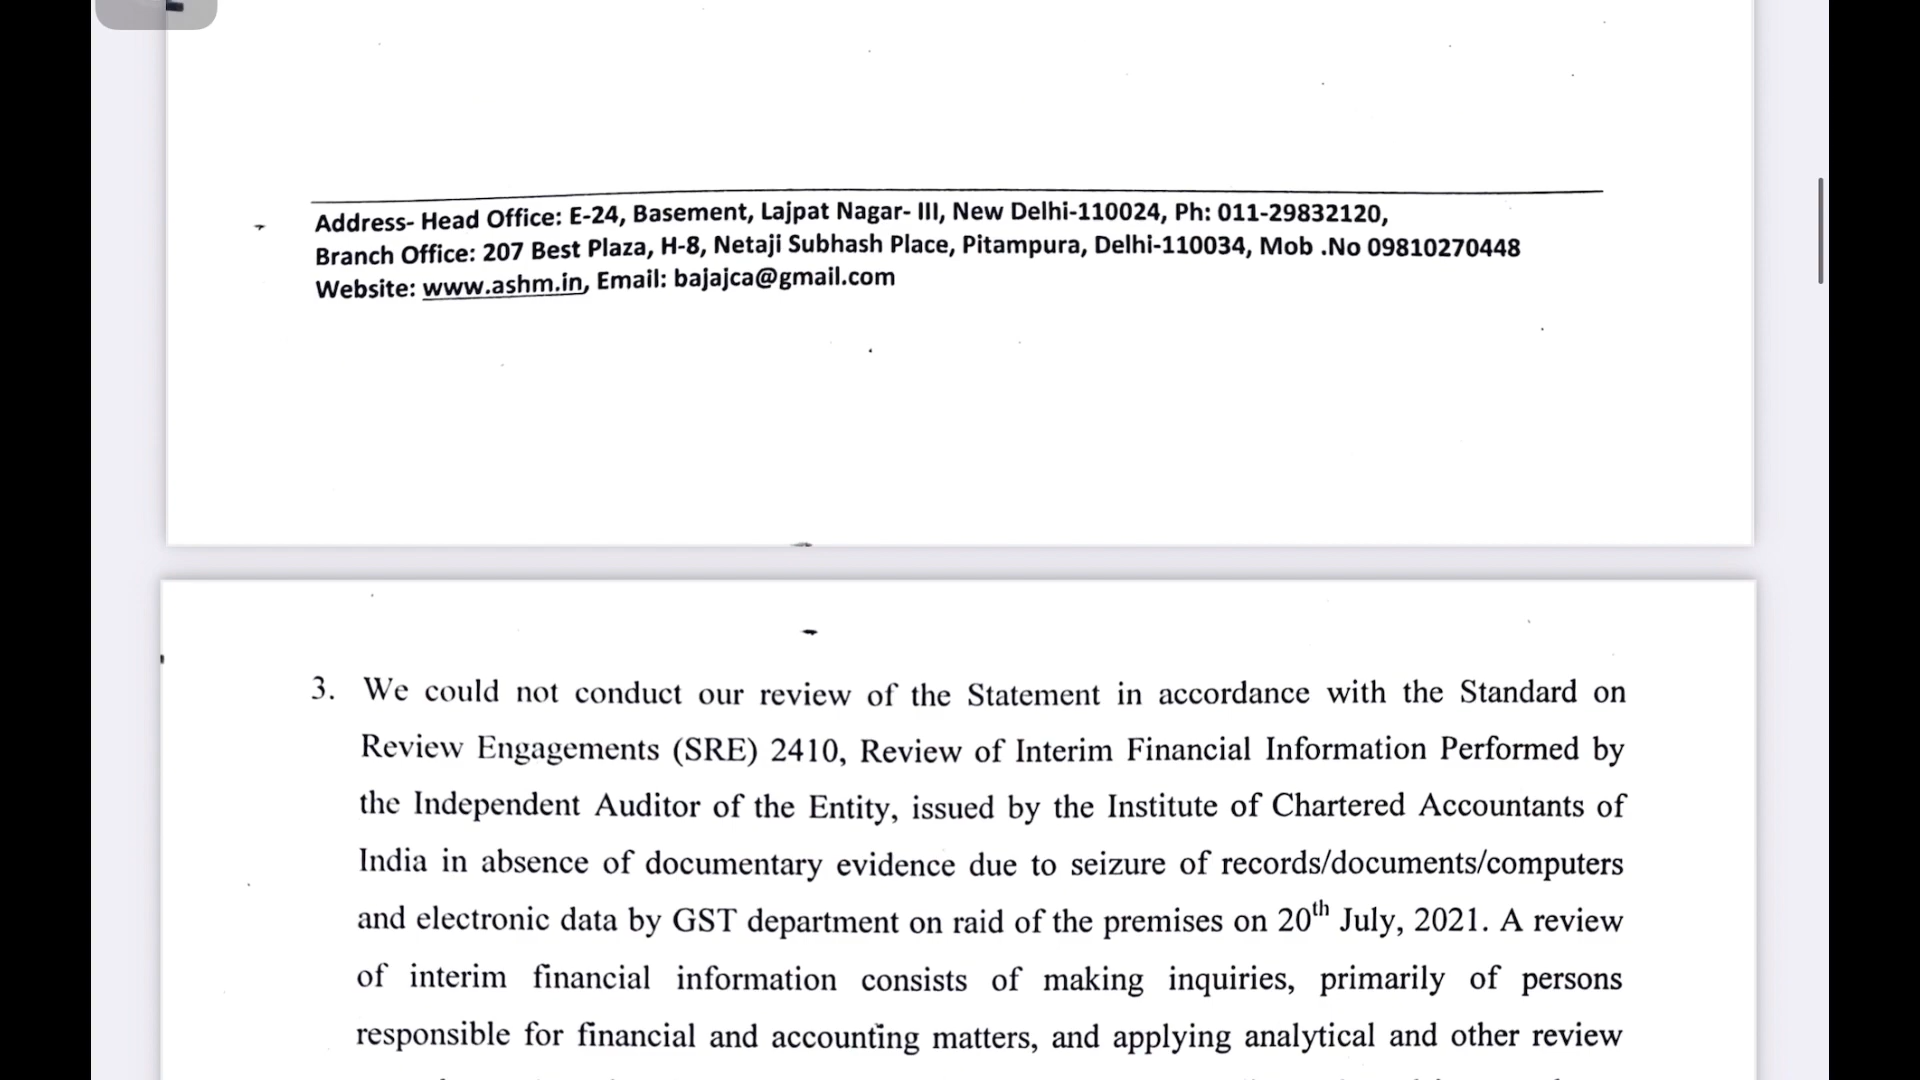 Address- Head Office: E-24, Basement, Lajpat Nagar- III, New Delhi-110024, Ph: 011-29832120,
Branch Office: 207 Best Plaza, H-8, Netaji Subhash Place, Pitampura, Delhi-110034, Mob .No 09810270448
Website: www.ashm.in, Email: bajajca@gmail.com
3. We could not conduct our review of the Statement in accordance with the Standard on
Review Engagements (SRE) 2410, Review of Interim Financial Information Performed by
the Independent Auditor of the Entity, issued by the Institute of Chartered Accountants of
India in absence of documentary evidence due to seizure of records/documents/computers
and electronic data by GST department on raid of the premises on 20th July, 2021. A review
of interim financial information consists of making inquiries, primarily of persons
responsible for financial and accounting matters, and applying analytical and other review